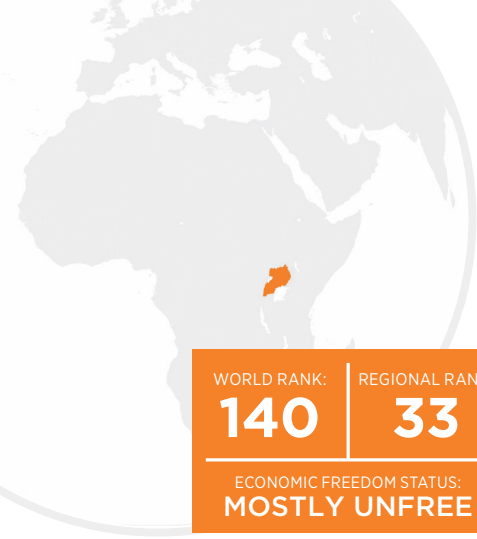 WORLD RANK:
140
REGIONAL RAN
33
ECONOMIC FREEDOM STATUS:
MOSTLY UNFREE